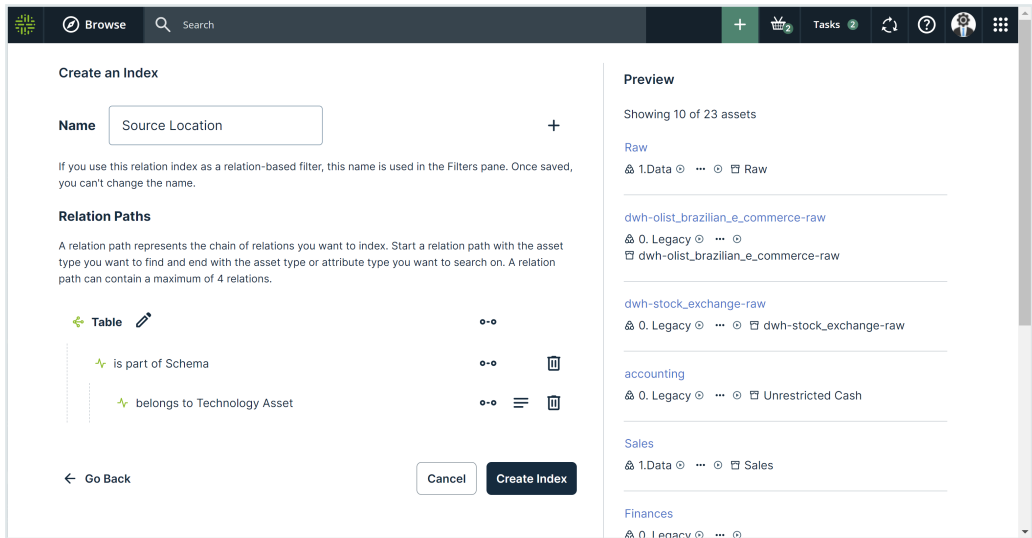 Browse
Search
2
Tasks 2
Create an Index
Name
Source Location
If you use this relation index as a relation-based filter, this name is used in the Filters pane. Once saved,
you can't change the name.
Relation Paths
A relation path represents the chain of relations you want to index. Start a relation path with the asset
type you want to find and end with the asset type or attribute type you want to search on. A relation
path can contain a maximum of 4 relations.
Table
is part of Schema
belongs to Technology Asset
Go Back
Cancel
Create Index
Preview
Showing 10 of 23 assets
Raw
1.Data ••• Raw
dwh-olist_brazilian_e_commerce-raw
0. Legacy •••
dwh-olist_brazilian_e_commerce-raw
dwh-stock_exchange-raw
0. Legacy ••• dwh-stock_exchange-raw
accounting
0. Legacy ••• Unrestricted Cash
Sales
1.Data ••• Sales
Finances
0. Legacy •••